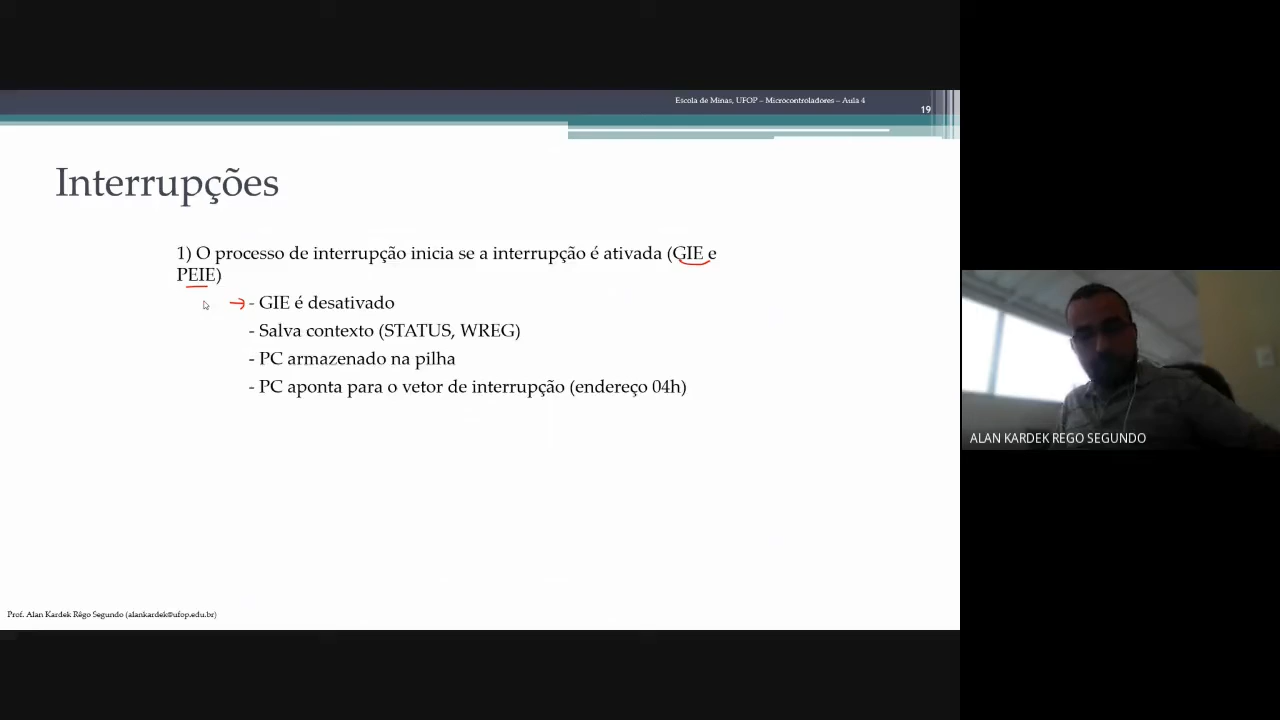 Escola de Minas, UFOP – Microcontroladores – Aula 4
19
Interrupções
1) O processo de interrupção inicia se a interrupção é ativada (GIE e
PEIE)
- GIE é desativado
- Salva contexto (STATUS, WREG)
- PC armazenado na pilha
- PC aponta para o vetor de interrupção (endereço 04h)
ALAN KARDEK REGO SEGUNDO
Prof. Alan Kardek Rêgo Segundo (alankardek@ufop.edu.br)